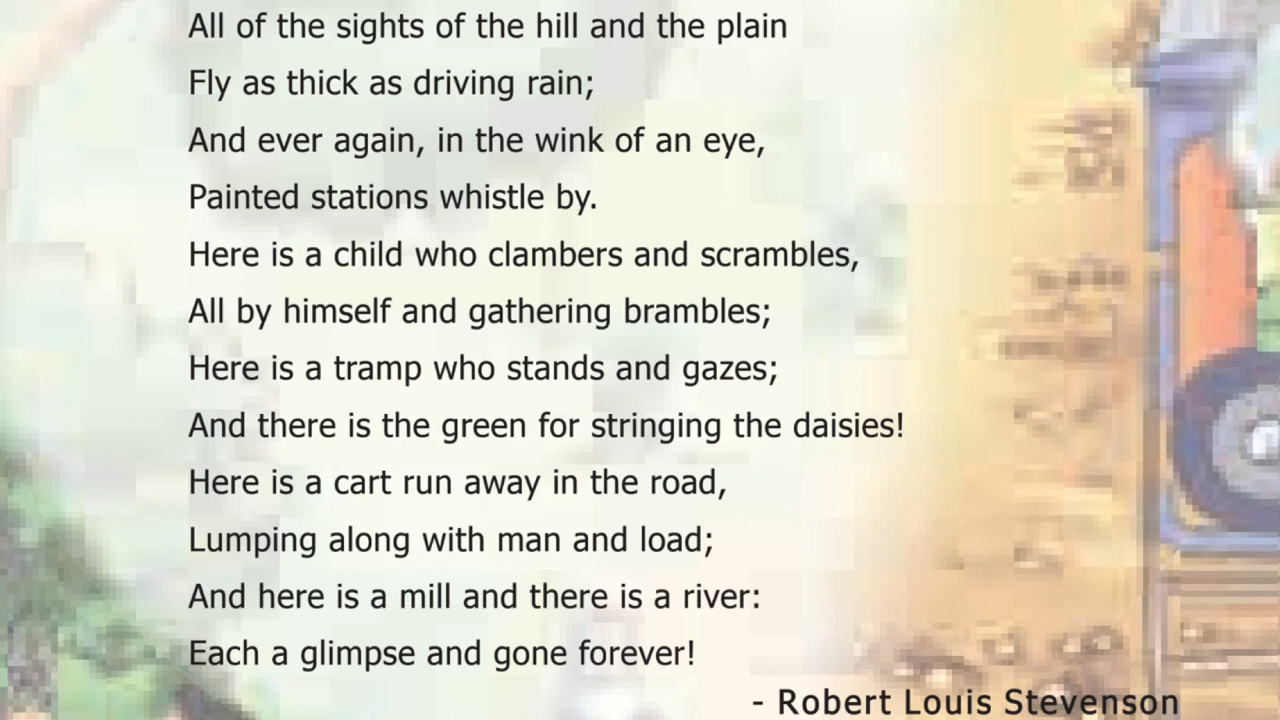 All of the sights of the hill and the plain
Fly as thick as driving rain;
And ever again, in the wink of an eye,
Painted stations whistle by.
Here is a child who clambers and scrambles,
All by himself and gathering brambles;
Here is a tramp who stands and gazes;
And there is the green for stringing the daisies!
Here is a cart run away in the road,
Lumping along with man and load;
And here is a mill and there is a river:
Each a glimpse and gone forever!
- Robert Louis Stevenson